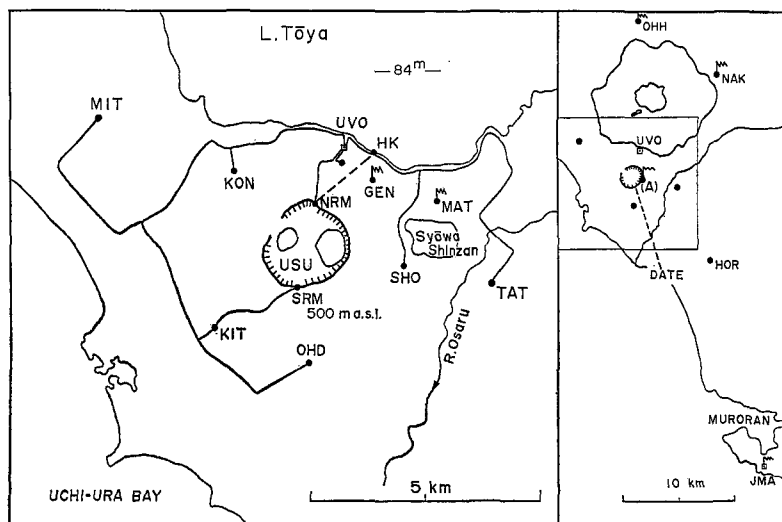 L. Tōya
84m
MIT
UVO
HK
KON
GEN
NRM
MAT
Syōwa
Shinzan
USU
SHO
SRM
500 m a.s.l.
TAT
KIT
OHD
R. Osaru
5 km
UCHI-URA BAY
OHH
NAK
UVO
(A)
DATE
HOR
MURORAN
10 km
JMA